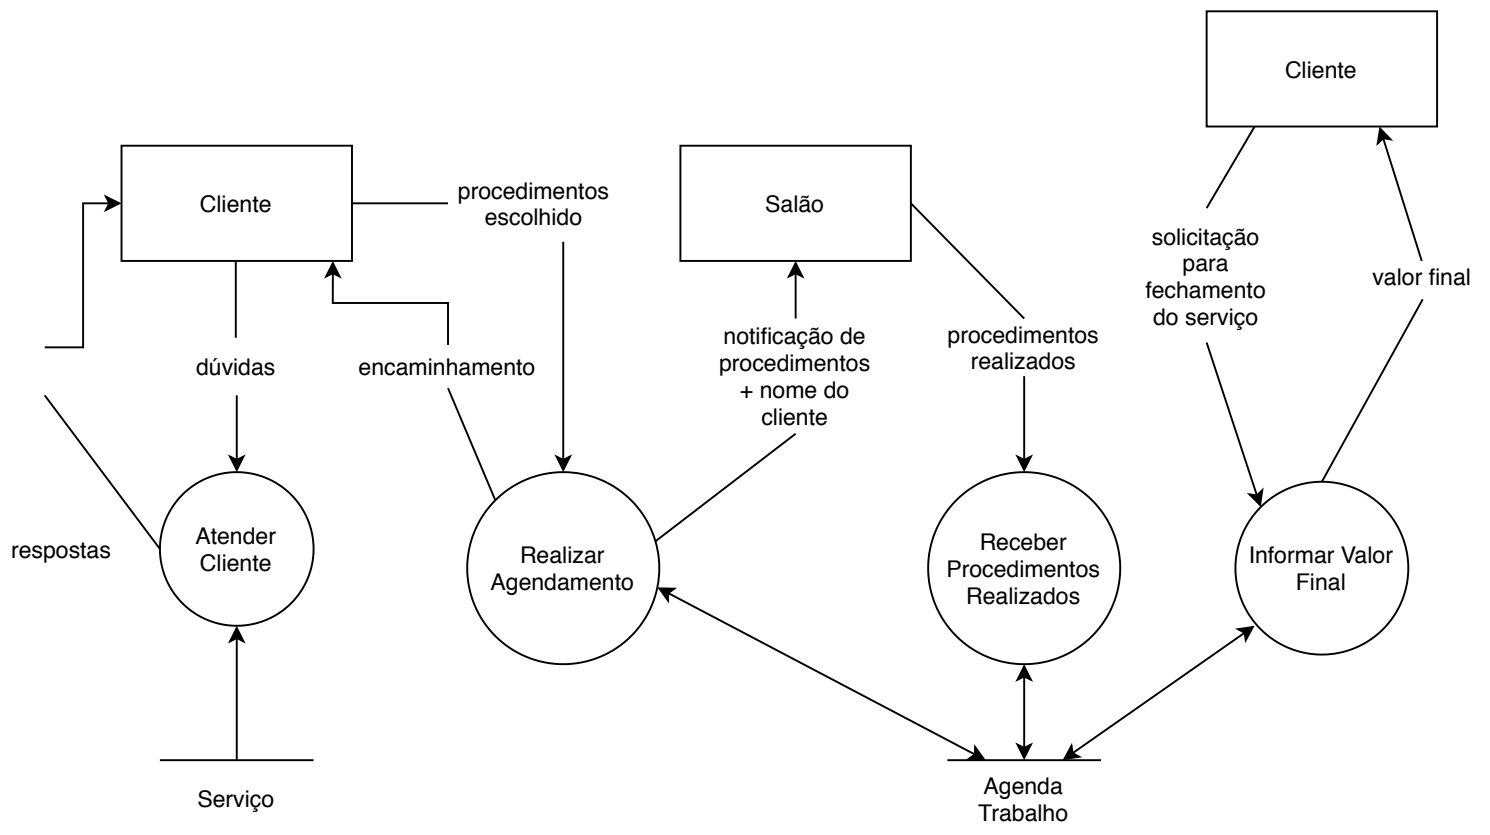 Cliente
Cliente
procedimentos
escolhido
Salão
solicitação
para
fechamento
do serviço
valor final
dúvidas
encaminhamento
notificação de
procedimentos
+ nome do
cliente
procedimentos
realizados
respostas
Atender
Cliente
Realizar
Agendamento
Receber
Procedimentos
Realizados
Informar Valor
Final
Serviço
Agenda
Trabalho